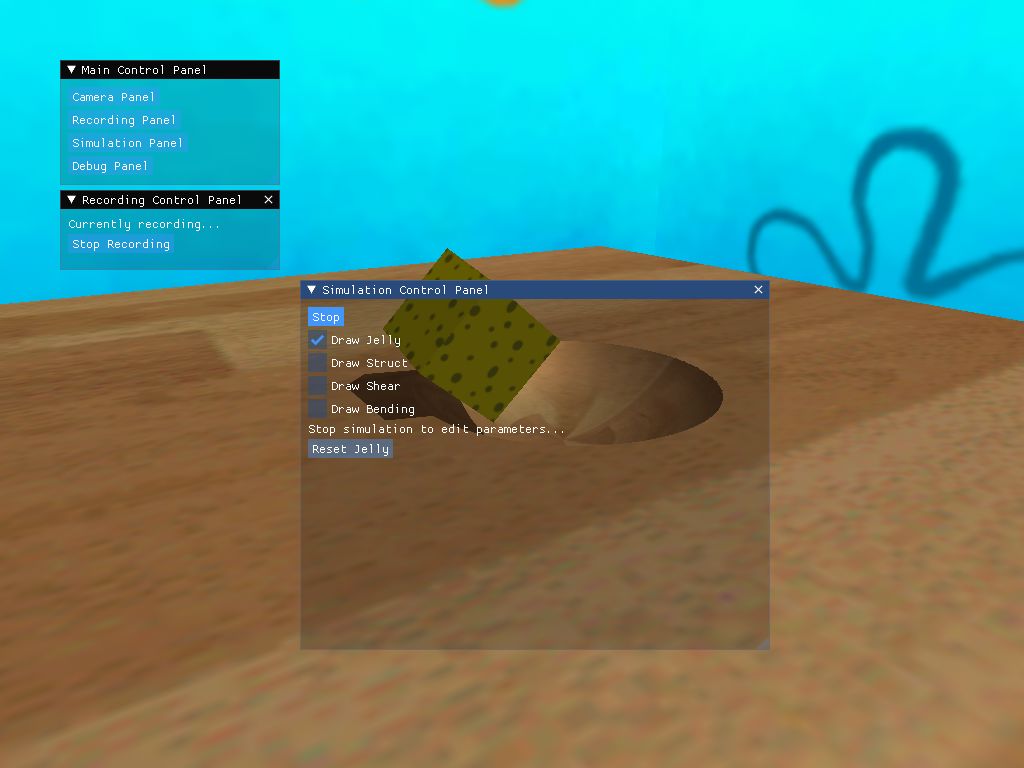 Main Control Panel
Camera Panel
Recording Panel
Simulation Panel
Debug Panel
Recording Control Panel
Currently recording...
Stop Recording
Simulation Control Panel
Stop
Draw Jelly
Draw Struct
Draw Shear
Draw Bending
Stop simulation to edit parameters...
Reset Jelly